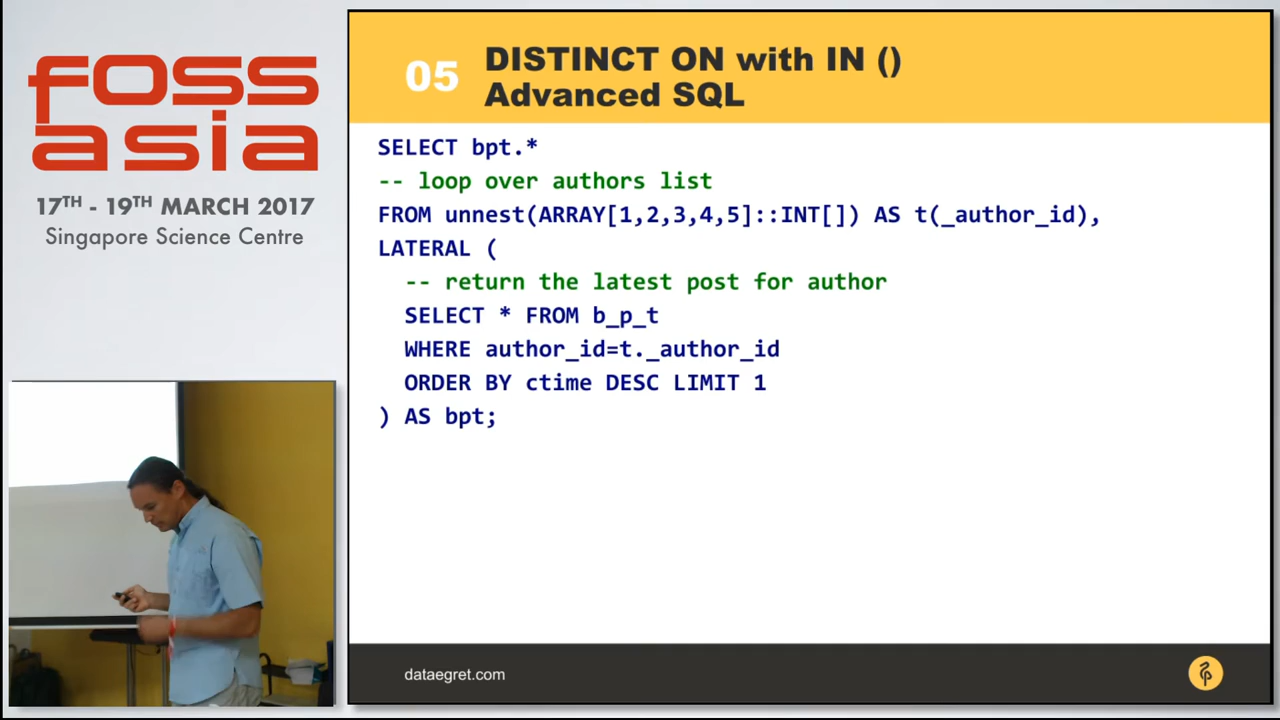 foss
asia
17TH - 19TH MARCH 2017
Singapore Science Centre
05
DISTINCT ON with IN ()
Advanced SQL
SELECT bpt.*
-- loop over authors list
FROM unnest(ARRAY[1,2,3,4,5]::INT[]) AS t(_author_id),
LATERAL (
-- return the latest post for author
SELECT * FROM b_p_t
WHERE author_id=t._author_id
ORDER BY ctime DESC LIMIT 1
) AS bpt;
dataegret.com